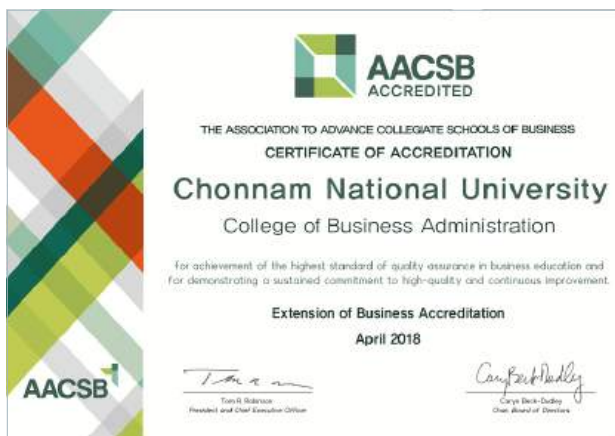 AACSB
ACCREDITED
THE ASSOCIATION TO ADVANCE COLLEGIATE SCHOOLS OF BUSINESS
CERTIFICATE OF ACCREDITATION
Chonnam National University
College of Business Administration
for achievement of the highest standard of quality assurance in business education and
for demonstrating a sustained commitment to high-quality and continuous improvement
Extension of Business Accreditation
April 2018
AACSB
Tom R. Robinson
President and Chief Executive Officer
Caryn Beck-Dudley
Chair, Board of Directors